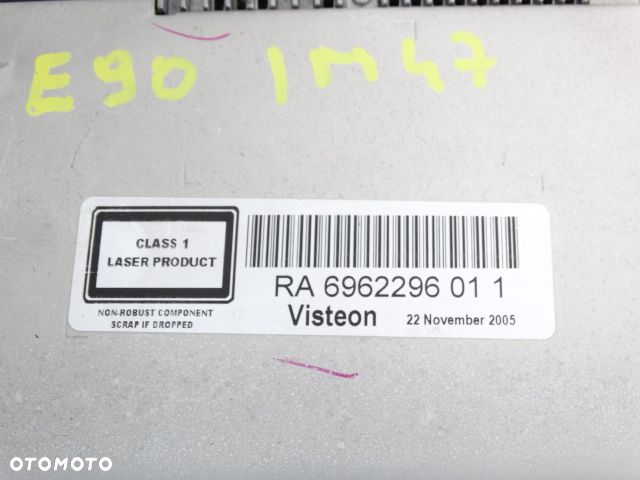 E90 1M47
CLASS 1
LASER PRODUCT
NON-ROBUST COMPONENT
SCRAP IF DROPPED
RA 6962296 01 1
Visteon 22 November 2005
OTOMOTO